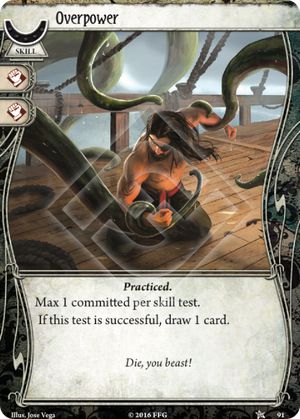 Overpower
SKILL
Practiced.
Max 1 committed per skill test.
If this test is successful, draw 1 card.
Die, you beast!
Illus. Jose Vega
© 2016 FFG
91